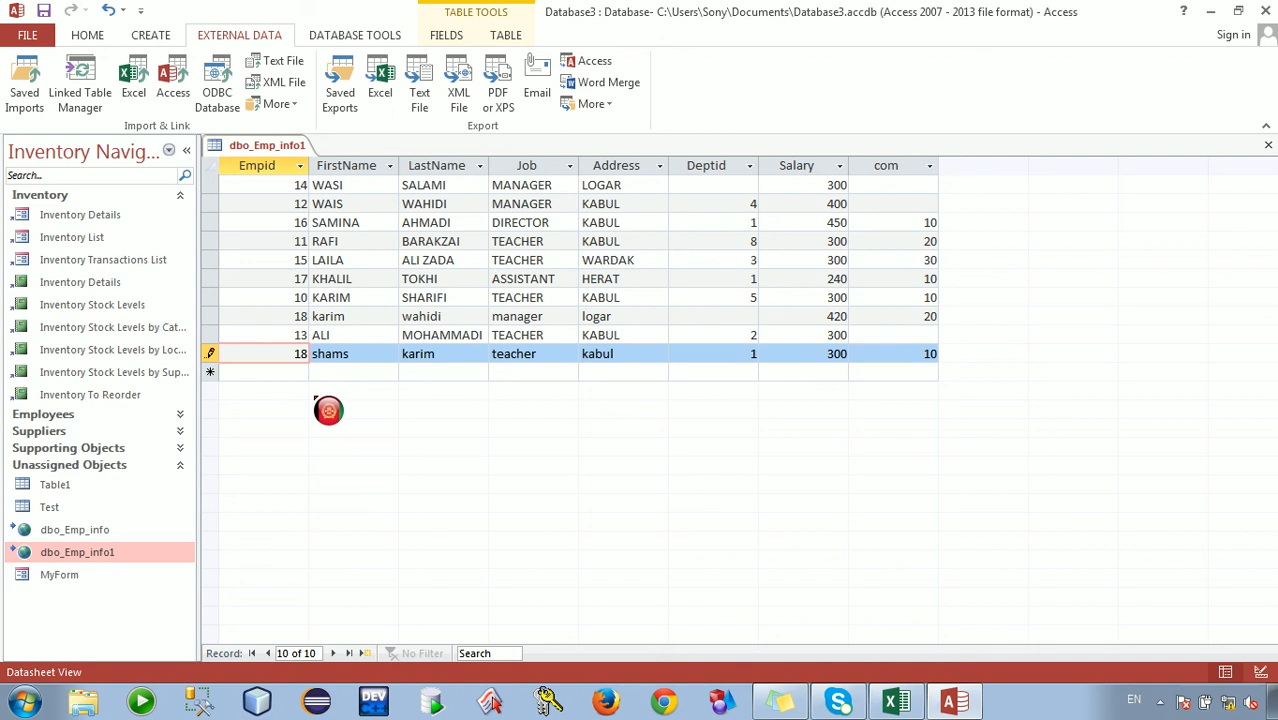 TABLE TOOLS
Database3 : Database- C:\Users\Sony\Documents\Database3.accdb (Access 2007 - 2013 file format) - Access
FILE HOME CREATE EXTERNAL DATA DATABASE TOOLS FIELDS TABLE Sign in
Saved Imports
Linked Table Manager
Excel
Access
ODBC Database
Text File
XML File
More
Import & Link
Saved Exports
Excel
Text File
XML File
PDF or XPS
Email
Access
Word Merge
More
Export
Inventory Navig...
Search...
Inventory
Inventory Details
Inventory List
Inventory Transactions List
Inventory Details
Inventory Stock Levels
Inventory Stock Levels by Cat...
Inventory Stock Levels by Loc...
Inventory Stock Levels by Sup...
Inventory To Reorder
Employees
Suppliers
Supporting Objects
Unassigned Objects
Table1
Test
dbo_Emp_info
dbo_Emp_info1
MyForm
dbo_Emp_info1
Empid FirstName LastName Job Address Deptid Salary com
14 WASI SALAMI MANAGER LOGAR 300
12 WAIS WAHIDI MANAGER KABUL 4 400
16 SAMINA AHMADI DIRECTOR KABUL 1 450 10
11 RAFI BARAKZAI TEACHER KABUL 8 300 20
15 LAILA ALI ZADA TEACHER WARDAK 3 300 30
17 KHALIL TOKHI ASSISTANT HERAT 1 240 10
10 KARIM SHARIFI TEACHER KABUL 5 300 10
18 karim wahidi manager logar 420 20
13 ALI MOHAMMADI TEACHER KABUL 2 300
18 shams karim teacher kabul 1 300 10
Record: 10 of 10 No Filter Search
Datasheet View
DEV
EN